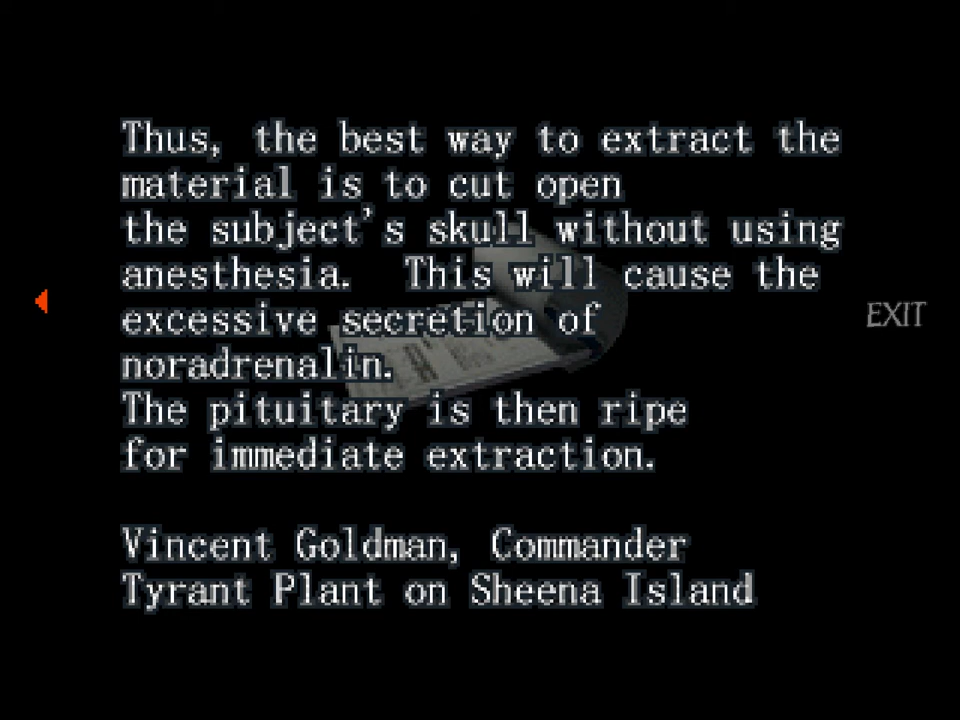 Thus, the best way to extract the
material is to cut open
the subject's skull without using
anesthesia.  This will cause the
excessive secretion of
noradrenalin.
The pituitary is then ripe
for immediate extraction.
Vincent Goldman, Commander
Tyrant Plant on Sheena Island
EXIT